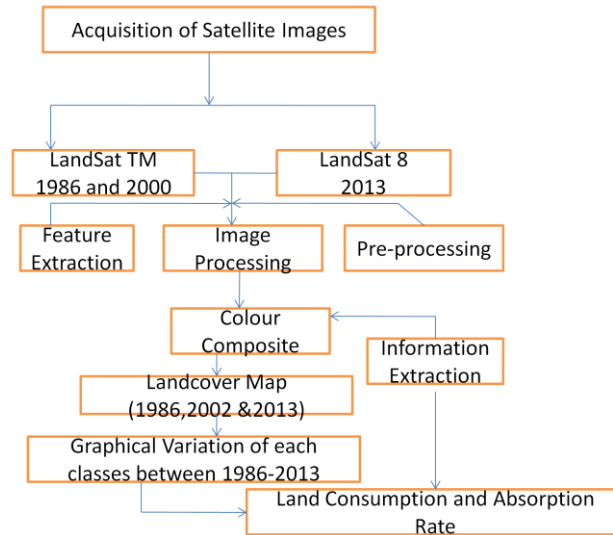 Acquisition of Satellite Images
LandSat TM
1986 and 2000
LandSat 8
2013
Feature
Extraction
Image
Processing
Pre-processing
Colour
Composite
Information
Extraction
Landcover Map
(1986,2002 &2013)
Graphical Variation of each
classes between 1986-2013
Land Consumption and Absorption
Rate